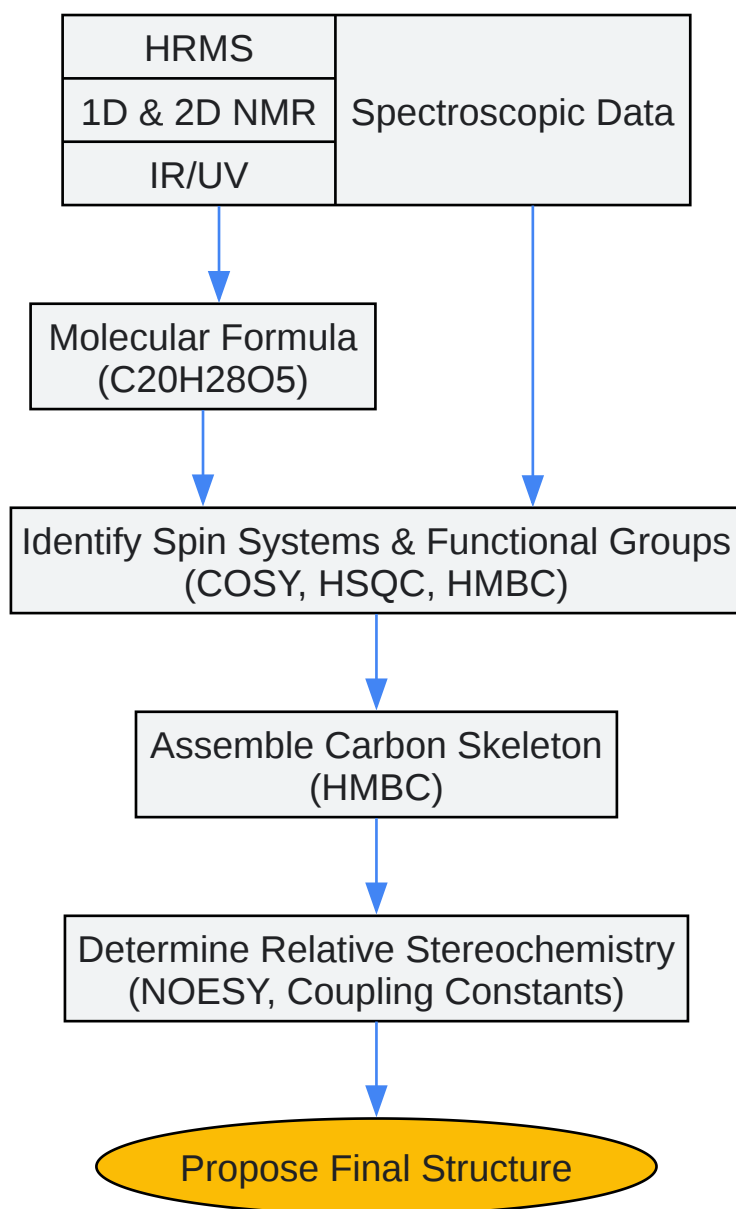 HRMS
1D & 2D NMR
IR/UV
Spectroscopic Data
Molecular Formula
(C20H28O5)
Identify Spin Systems & Functional Groups
(COSY, HSQC, HMBC)
Assemble Carbon Skeleton
(HMBC)
Determine Relative Stereochemistry
(NOESY, Coupling Constants)
Propose Final Structure